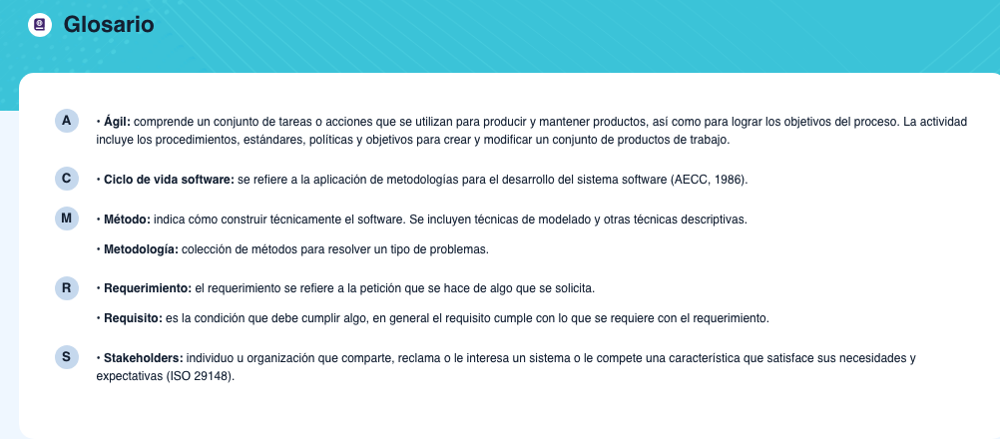 Glosario
A
• Ágil: comprende un conjunto de tareas o acciones que se utilizan para producir y mantener productos, así como para lograr los objetivos del proceso. La actividad
incluye los procedimientos, estándares, políticas y objetivos para crear y modificar un conjunto de productos de trabajo.
C
• Ciclo de vida software: se refiere a la aplicación de metodologías para el desarrollo del sistema software (AECC, 1986).
M
• Método: indica cómo construir técnicamente el software. Se incluyen técnicas de modelado y otras técnicas descriptivas.
• Metodología: colección de métodos para resolver un tipo de problemas.
R
• Requerimiento: el requerimiento se refiere a la petición que se hace de algo que se solicita.
• Requisito: es la condición que debe cumplir algo, en general el requisito cumple con lo que se requiere con el requerimiento.
S
• Stakeholders: individuo u organización que comparte, reclama o le interesa un sistema o le compete una característica que satisface sus necesidades y
expectativas (ISO 29148).